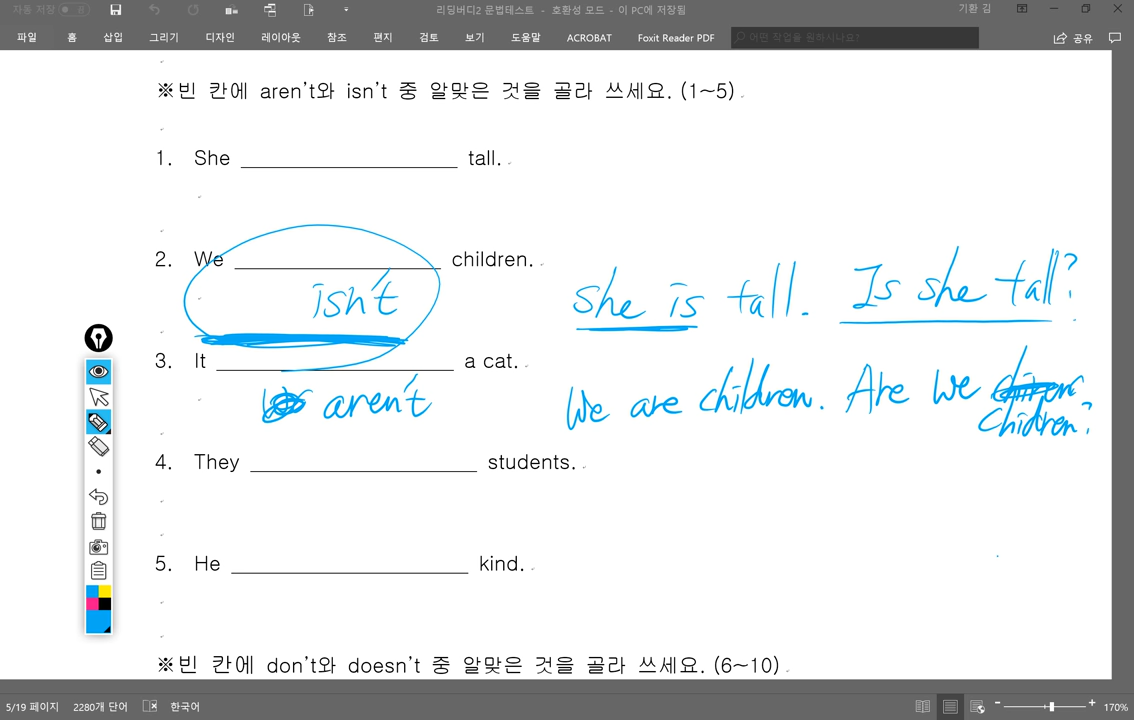 자동 저장
리딩버디2 문법테스트 - 호환성 모드 - 이 PC에 저장됨
기환 김
파일 홈 삽입 그리기 디자인 레이아웃 참조 편지 검토 보기 도움말 ACROBAT Foxit Reader PDF 어떤 작업을 원하시나요? 공유
※빈 칸에 aren't와 isn't 중 알맞은 것을 골라 쓰세요. (1~5)
1. She ____________ tall.
2. We ____________ children.
isn't
she is tall. Is she tall?
3. It ____________ a cat.
aren't
We are children. Are We
children?
4. They ____________ students.
5. He ____________ kind.
※빈 칸에 don't와 doesn't 중 알맞은 것을 골라 쓰세요. (6~10)
5/19 페이지 2280개 단어 한국어 170%